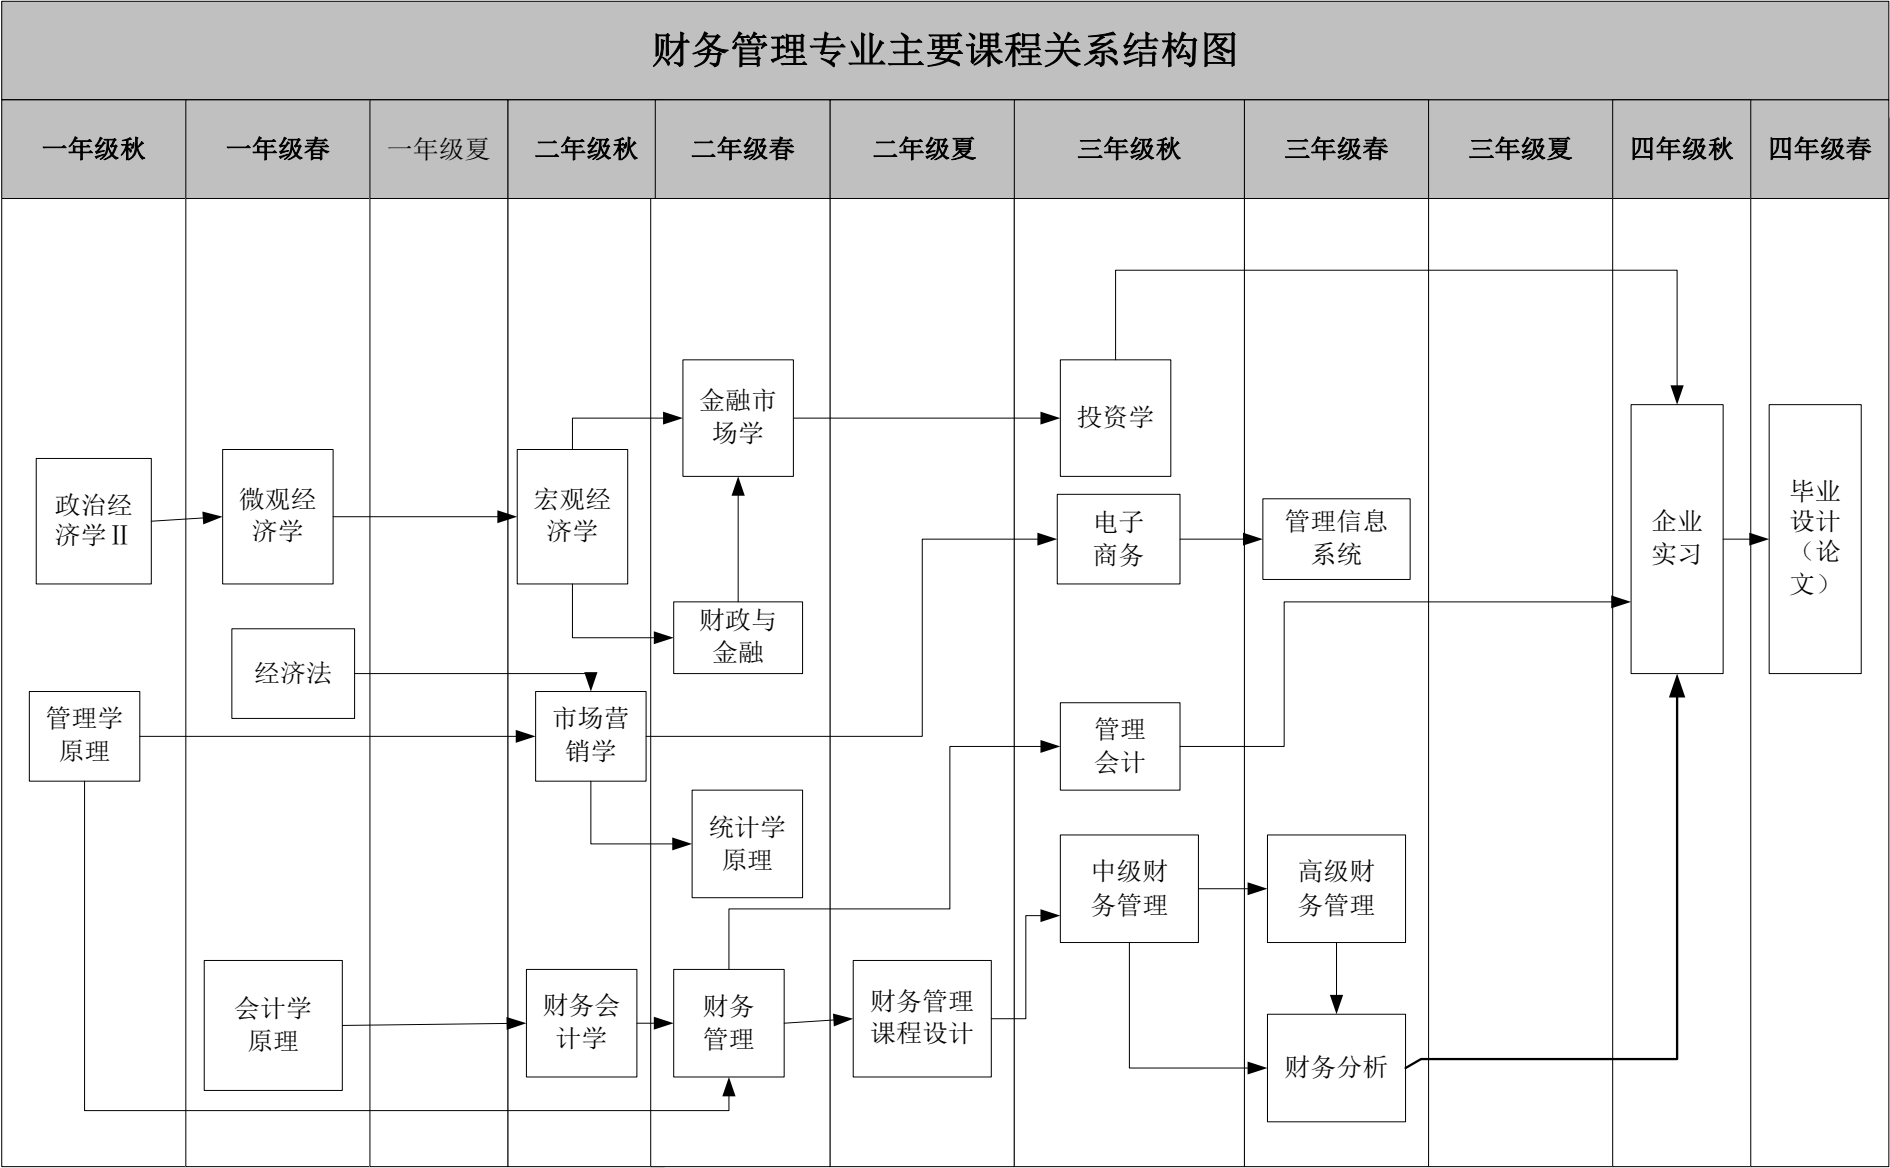 财务管理专业主要课程关系结构图
一年级秋
一年级春
一年级夏
二年级秋
二年级春
二年级夏
三年级秋
三年级春
三年级夏
四年级秋
四年级春
政治经
济学Ⅱ
管理学
原理
微观经
济学
经济法
会计学
原理
宏观经
济学
市场营
销学
财务会
计学
金融市
场学
财政与
金融
统计学
原理
财务
管理
财务管理
课程设计
投资学
电子
商务
管理
会计
中级财
务管理
管理信息
系统
高级财
务管理
财务分析
企业
实习
毕业
设计
（论
文）